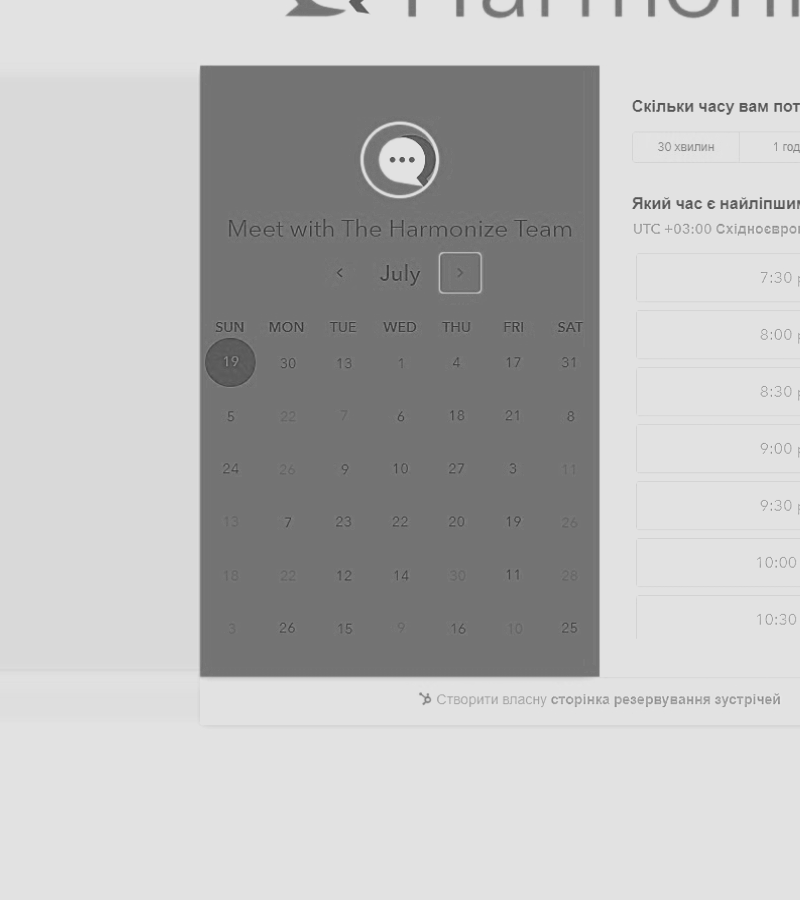 Harmoni
Meet with The Harmonize Team
< July >
SUN MON TUE WED THU FRI SAT
19 30 13 1 4 17 31
5 22 7 6 18 21 8
24 26 9 10 27 3 11
13 7 23 22 20 19 26
18 22 12 14 30 11 28
3 26 15 9 16 10 25
Скільки часу вам пот
30 хвилин 1 год
Який час є найліпшим
UTC +03:00 Східноєвро
7:30
8:00
8:30
9:00
9:30
10:00
10:30
Створити власну сторінка резервування зустрічей